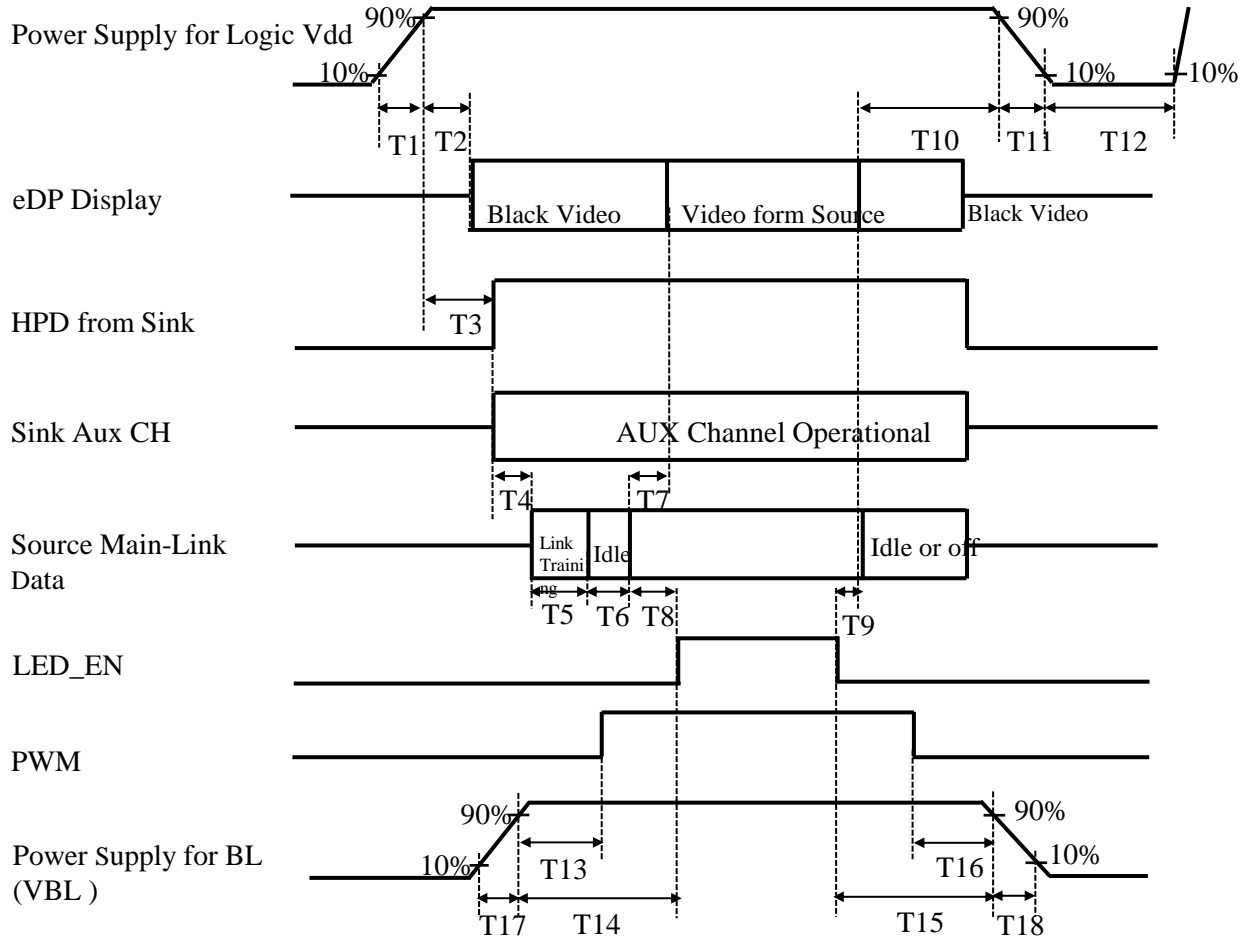 90%
90%
Power Supply for Logic Vdd
10%
10%
10%
T1
T2
T10
T11
T12
eDP Display
Black Video
Video form Source
Black Video
HPD from Sink
T3
Sink Aux CH
AUX Channel Operational
T4
T7
Source Main-Link
Data
Link
Traini
ng
Idle
Idle or off
T5
T6
T8
T9
LED_EN
PWM
90%
90%
Power Supply for BL
(VBL )
10%
10%
T13
T16
T17
T14
T15
T18